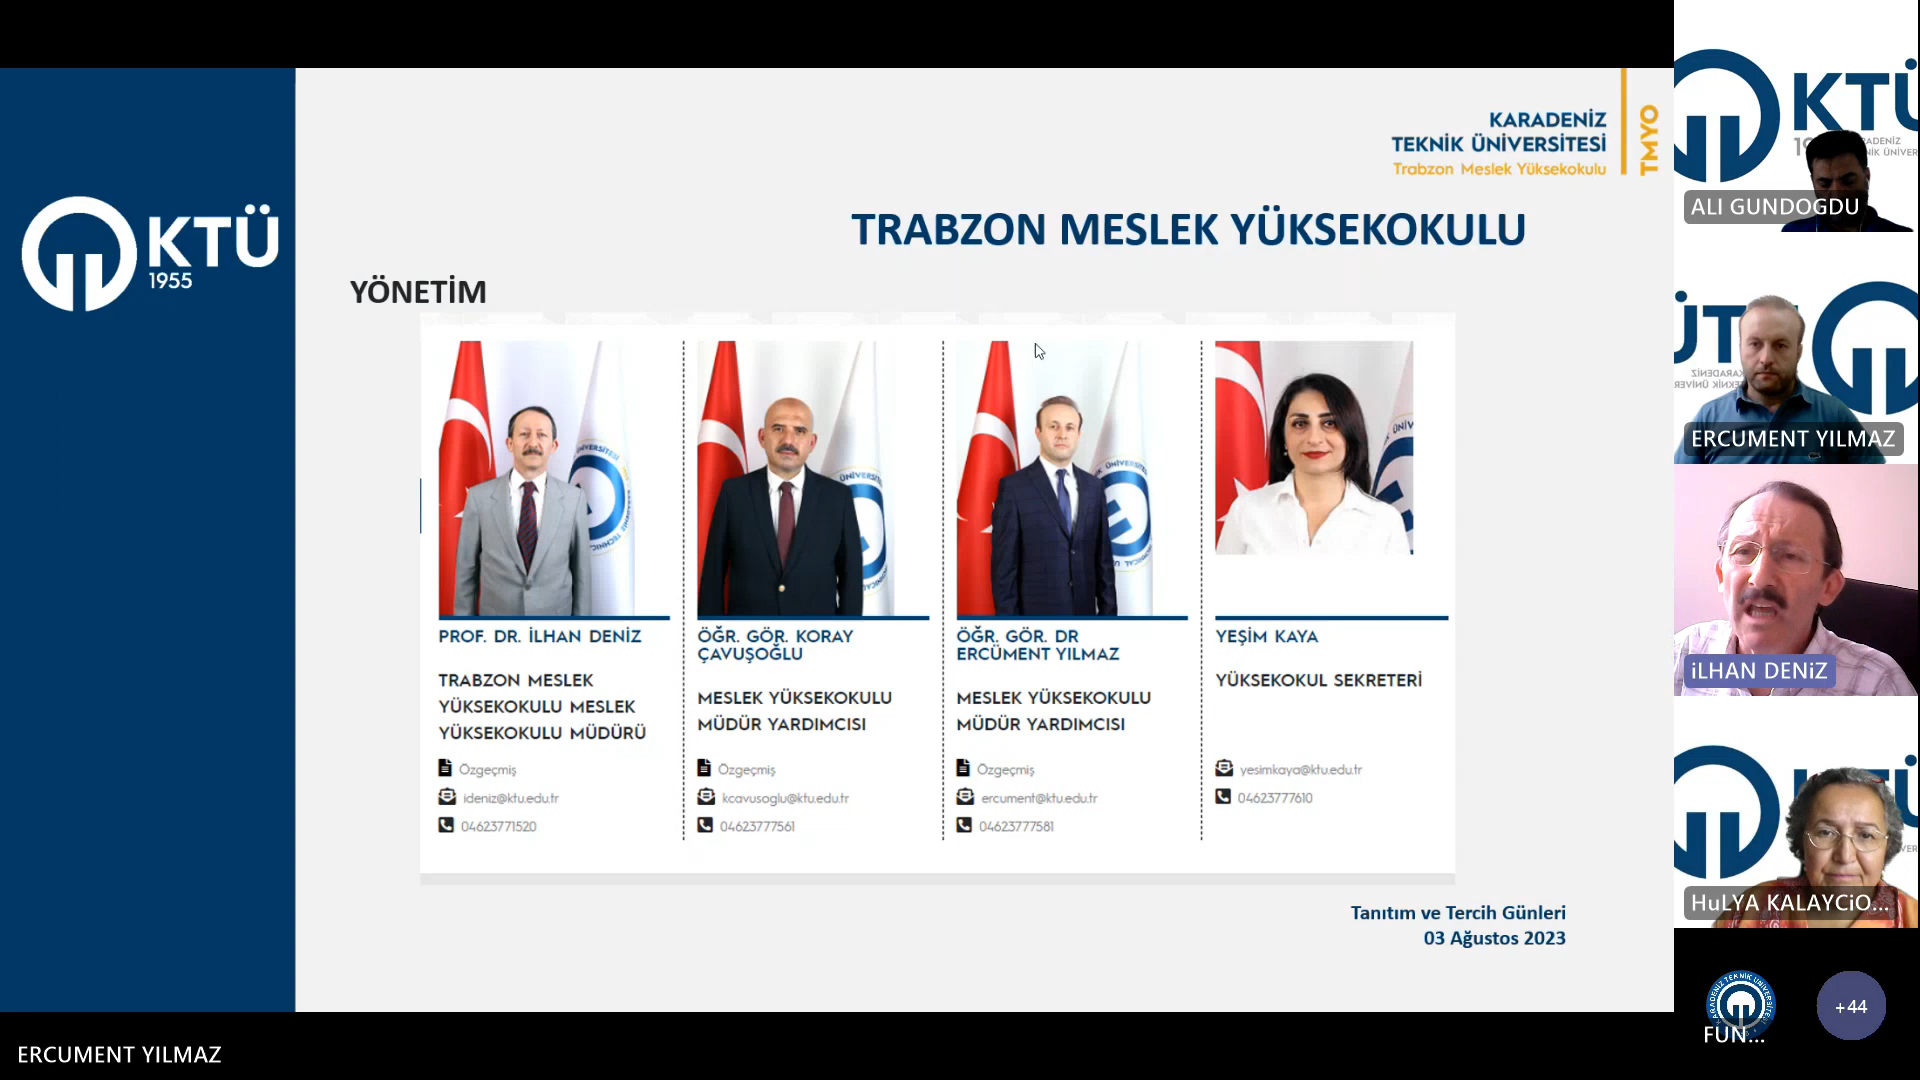 KTÜ
1955
KARADENİZ
TEKNİK ÜNİVERSİTESİ
Trabzon Meslek Yüksekokulu
TMYO
TRABZON MESLEK YÜKSEKOKULU
YÖNETİM
PROF. DR. İLHAN DENİZ
TRABZON MESLEK
YÜKSEKOKULU MESLEK
YÜKSEKOKULU MÜDÜRÜ
Özgeçmiş
ideniz@ktu.edu.tr
04623771520
ÖĞR. GÖR. KORAY
ÇAVUŞOĞLU
MESLEK YÜKSEKOKULU
MÜDÜR YARDIMCISI
Özgeçmiş
kcavusoglu@ktu.edu.tr
04623777561
ÖĞR. GÖR. DR
ERCÜMENT YILMAZ
MESLEK YÜKSEKOKULU
MÜDÜR YARDIMCISI
Özgeçmiş
ercument@ktu.edu.tr
04623777581
YEŞİM KAYA
YÜKSEKOKUL SEKRETERİ
yesimkaya@ktu.edu.tr
04623777610
Tanıtım ve Tercih Günleri
03 Ağustos 2023
ERCUMENT YILMAZ
KTÜ
ALI GUNDOGDU
ERCUMENT YILMAZ
iLHAN DENiZ
HuLYA KALAYCiO...
FUN...
+44